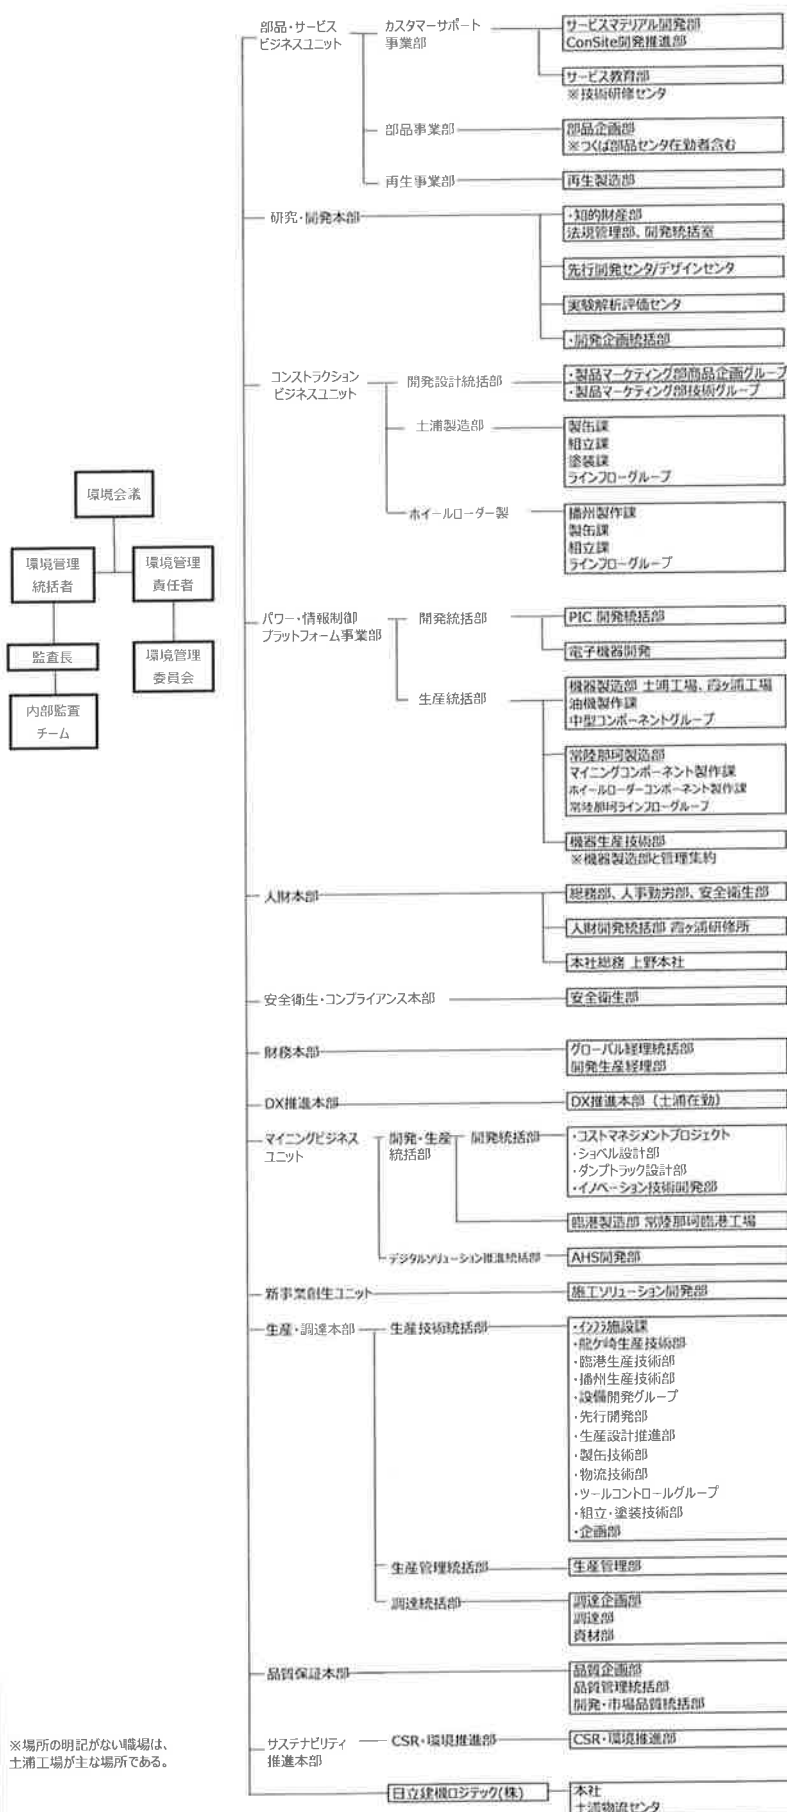 部品・サービス
ビジネスユニット
カスタマーサポート
事業部
サービスマテリアル開発部
ConSite開発推進部
サービス教育部
※技術研修センタ
部品事業部
部品企画部
※つくば部品センタ在勤者含む
再生事業部
再生製造部
研究・開発本部
・知的財産部
法規管理部、開発統括室
先行開発センタ/デザインセンタ
実験解析評価センタ
・開発企画統括部
コンストラクション
ビジネスユニット
開発設計統括部
・製品マーケティング部商品企画グループ
・製品マーケティング部技術グループ
土浦製造部
製缶課
組立課
塗装課
ラインフローグループ
ホイールローダー製
播州製作課
製缶課
組立課
ラインフローグループ
環境会議
環境管理
統括者
環境管理
責任者
監査長
環境管理
委員会
内部監査
チーム
パワー・情報制御
プラットフォーム事業部
開発統括部
PIC 開発統括部
電子機器開発
生産統括部
機器製造部 土浦工場、霞ヶ浦工場
油機製作課
中型コンポーネントグループ
常陸那珂製造部
マイニングコンポーネント製作課
ホイールローダーコンポーネント製作課
常陸那珂ラインフローグループ
機器生産技術部
※機器製造部と管理集約
人財本部
総務部、人事勤労部、安全衛生部
人財開発統括部 霞ヶ浦研修所
本社総務 上野本社
安全衛生・コンプライアンス本部
安全衛生部
財務本部
グローバル経理統括部
開発生産経理部
DX推進本部
DX推進本部（土浦在勤）
マイニングビジネス
ユニット
開発・生産
統括部
開発統括部
・コストマネジメントプロジェクト
・ショベル設計部
・ダンプトラック設計部
・イノベーション技術開発部
臨港製造部 常陸那珂臨港工場
デジタルソリューション推進統括部
AHS開発部
新事業創生ユニット
施工ソリューション開発部
生産・調達本部
生産技術統括部
・インフラ施設課
・龍ケ崎生産技術部
・臨港生産技術部
・播州生産技術部
・設備開発グループ
・先行開発部
・生産設計推進部
・製缶技術部
・物流技術部
・ツールコントロールグループ
・組立・塗装技術部
・企画部
生産管理統括部
生産管理部
調達統括部
調達企画部
調達部
資材部
品質保証本部
品質企画部
品質管理統括部
開発・市場品質統括部
※場所の明記がない職場は、
土浦工場が主な場所である。
サステナビリティ
推進本部
CSR・環境推進部
CSR・環境推進部
日立建機ロジテック(株)
本社
土浦物流センタ